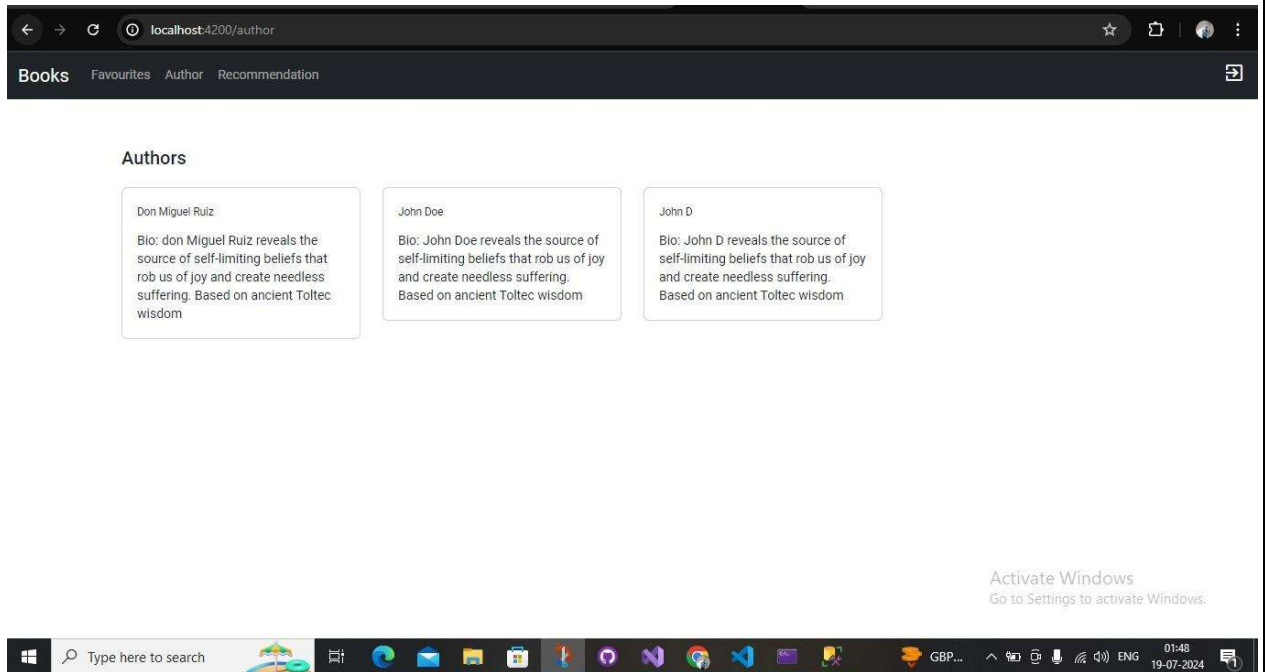 localhost:4200/author
Books Favourites Author Recommendation
Authors
Don Miguel Ruiz
Bio: don Miguel Ruiz reveals the
source of self-limiting beliefs that
rob us of joy and create needless
suffering. Based on ancient Toltec
wisdom
John Doe
Bio: John Doe reveals the source of
self-limiting beliefs that rob us of joy
and create needless suffering.
Based on ancient Toltec wisdom
John D
Bio: John D reveals the source of
self-limiting beliefs that rob us of joy
and create needless suffering.
Based on ancient Toltec wisdom
Activate Windows
Go to Settings to activate Windows.
Type here to search
GBP...
ENG
01:48
19-07-2024